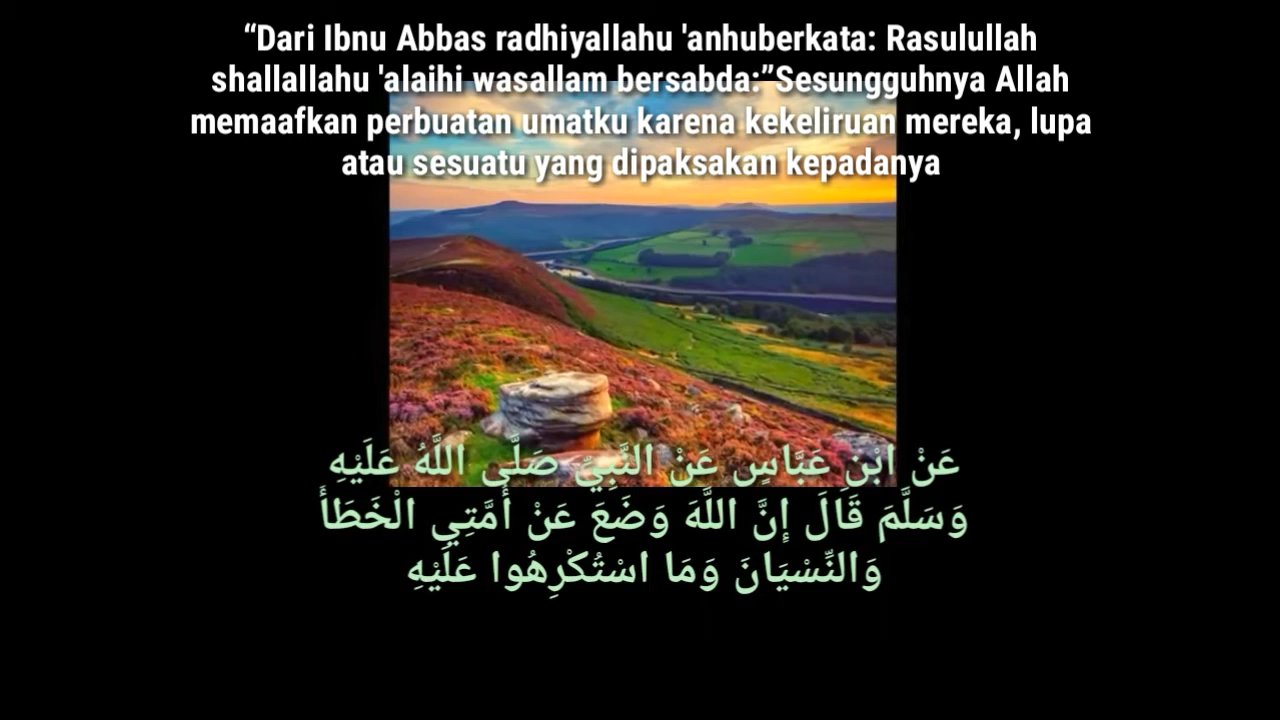 “Dari Ibnu Abbas radhiyallahu 'anhuberkata: Rasulullah
shallallahu 'alaihi wasallam bersabda:”Sesungguhnya Allah
memaafkan perbuatan umatku karena kekeliruan mereka, lupa
atau sesuatu yang dipaksakan kepadanya
عَنْ ابْنِ عَبَّاسٍ عَنْ النَّبِيِّ صَلَّى اللَّهُ عَلَيْهِ
وَسَلَّمَ قَالَ إِنَّ اللَّهَ وَضَعَ عَنْ أُمَّتِي الْخَطَأَ
وَالنِّسْيَانَ وَمَا اسْتُكْرِهُوا عَلَيْهِ